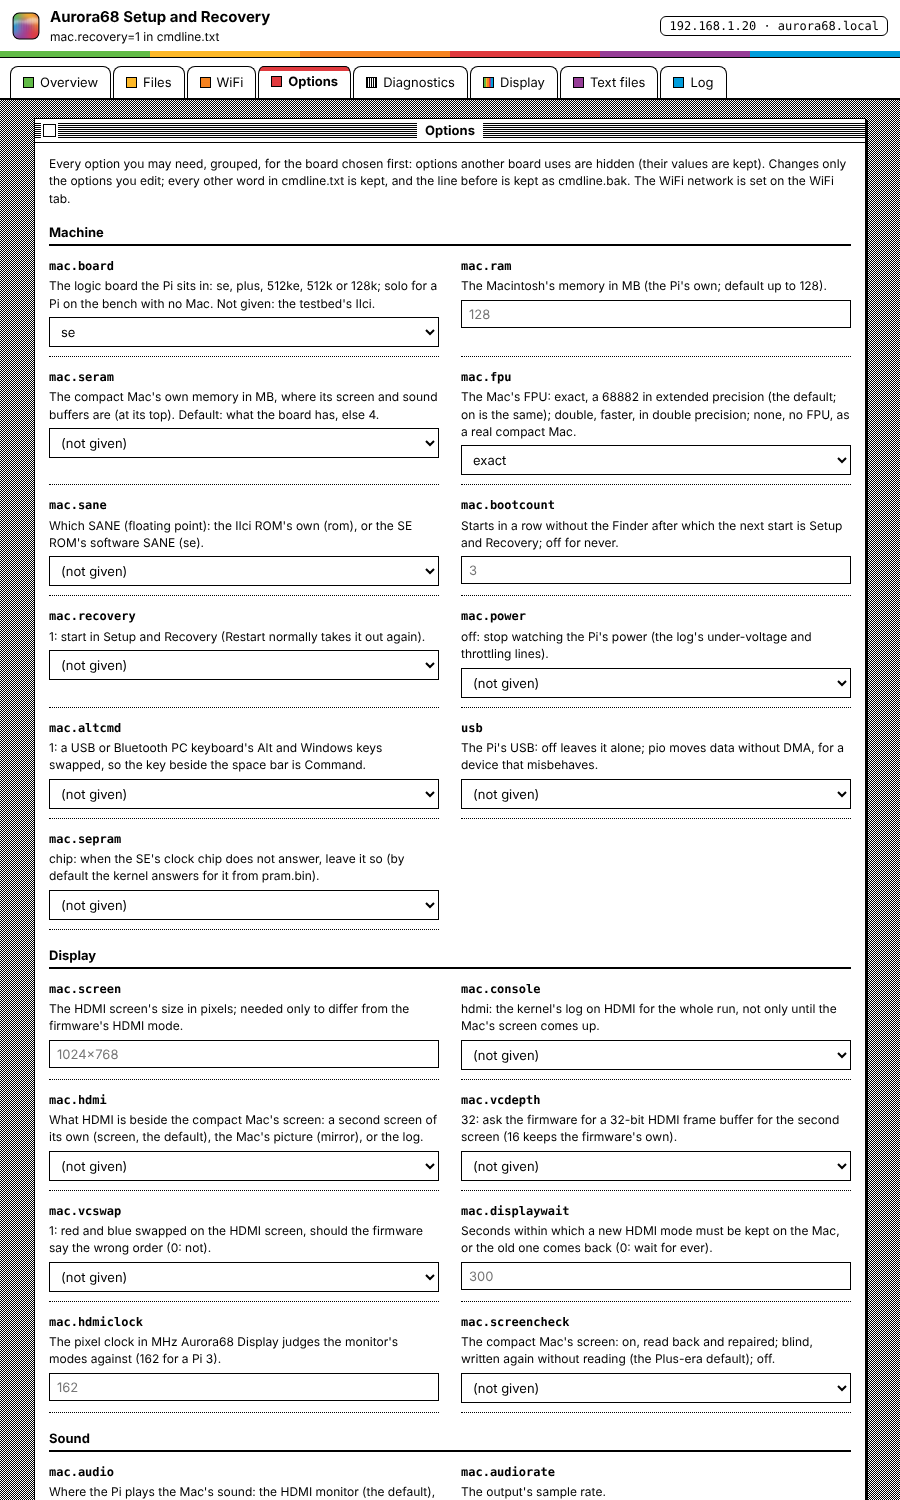 Aurora68 Setup and Recovery
mac.recovery=1 in cmdline.txt
192.168.1.20 · aurora68.local
Overview
Files
WiFi
Options
Diagnostics
Display
Text files
Log
Options
Every option you may need, grouped, for the board chosen first: options another board uses are hidden (their values are kept). Changes only
the options you edit; every other word in cmdline.txt is kept, and the line before is kept as cmdline.bak. The WiFi network is set on the WiFi
tab.
Machine
mac.board
The logic board the Pi sits in: se, plus, 512ke, 512k or 128k; solo for a
Pi on the bench with no Mac. Not given: the testbed's IIci.
se
mac.ram
The Macintosh's memory in MB (the Pi's own; default up to 128).
128
mac.seram
The compact Mac's own memory in MB, where its screen and sound
buffers are (at its top). Default: what the board has, else 4.
(not given)
mac.fpu
The Mac's FPU: exact, a 68882 in extended precision (the default;
on is the same); double, faster, in double precision; none, no FPU, as
a real compact Mac.
exact
mac.sane
Which SANE (floating point): the IIci ROM's own (rom), or the SE
ROM's software SANE (se).
(not given)
mac.bootcount
Starts in a row without the Finder after which the next start is Setup
and Recovery; off for never.
3
mac.recovery
1: start in Setup and Recovery (Restart normally takes it out again).
(not given)
mac.power
off: stop watching the Pi's power (the log's under-voltage and
throttling lines).
(not given)
mac.altcmd
1: a USB or Bluetooth PC keyboard's Alt and Windows keys
swapped, so the key beside the space bar is Command.
(not given)
usb
The Pi's USB: off leaves it alone; pio moves data without DMA, for a
device that misbehaves.
(not given)
mac.sepram
chip: when the SE's clock chip does not answer, leave it so (by
default the kernel answers for it from pram.bin).
(not given)
Display
mac.screen
The HDMI screen's size in pixels; needed only to differ from the
firmware's HDMI mode.
1024×768
mac.console
hdmi: the kernel's log on HDMI for the whole run, not only until the
Mac's screen comes up.
(not given)
mac.hdmi
What HDMI is beside the compact Mac's screen: a second screen of
its own (screen, the default), the Mac's picture (mirror), or the log.
(not given)
mac.vcdepth
32: ask the firmware for a 32-bit HDMI frame buffer for the second
screen (16 keeps the firmware's own).
(not given)
mac.vcswap
1: red and blue swapped on the HDMI screen, should the firmware
say the wrong order (0: not).
(not given)
mac.displaywait
Seconds within which a new HDMI mode must be kept on the Mac,
or the old one comes back (0: wait for ever).
300
mac.hdmiclock
The pixel clock in MHz Aurora68 Display judges the monitor's
modes against (162 for a Pi 3).
162
mac.screencheck
The compact Mac's screen: on, read back and repaired; blind,
written again without reading (the Plus-era default); off.
(not given)
Sound
mac.audio
Where the Pi plays the Mac's sound: the HDMI monitor (the default),
mac.audiorate
The output's sample rate.